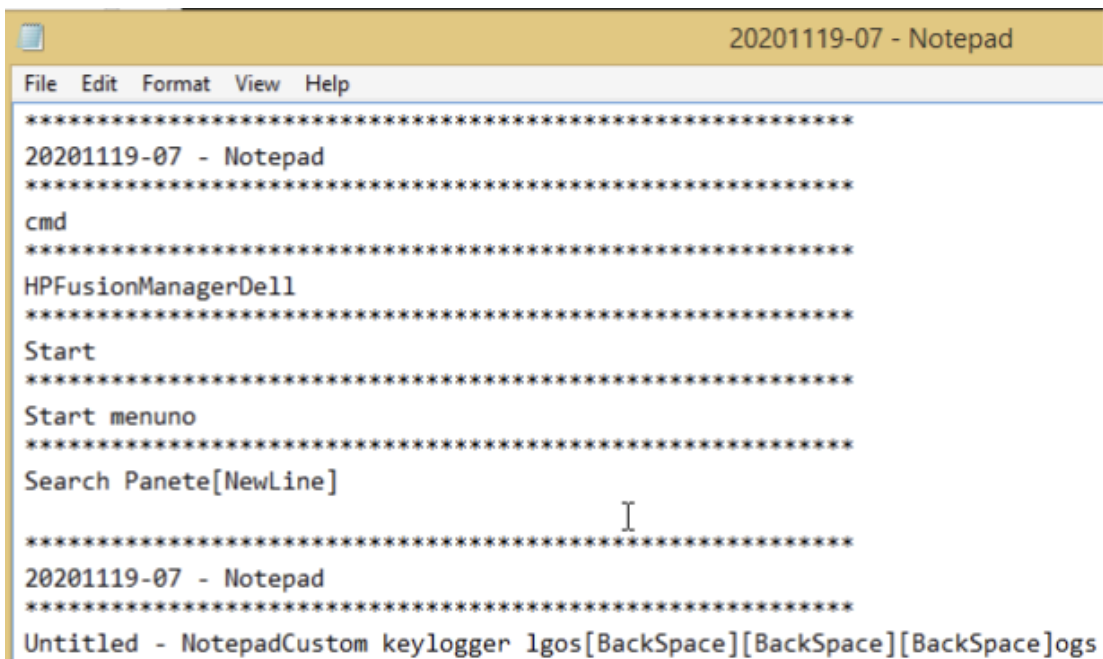 20201119-07 - Notepad
File Edit Format View Help
**********************************************************
20201119-07 - Notepad
**********************************************************
cmd
**********************************************************
HPFusionManagerDell
**********************************************************
Start
**********************************************************
Start menuno
**********************************************************
Search Panete[NewLine]
**********************************************************
20201119-07 - Notepad
**********************************************************
Untitled - NotepadCustom keylogger lgos[BackSpace][BackSpace][BackSpace]ogs